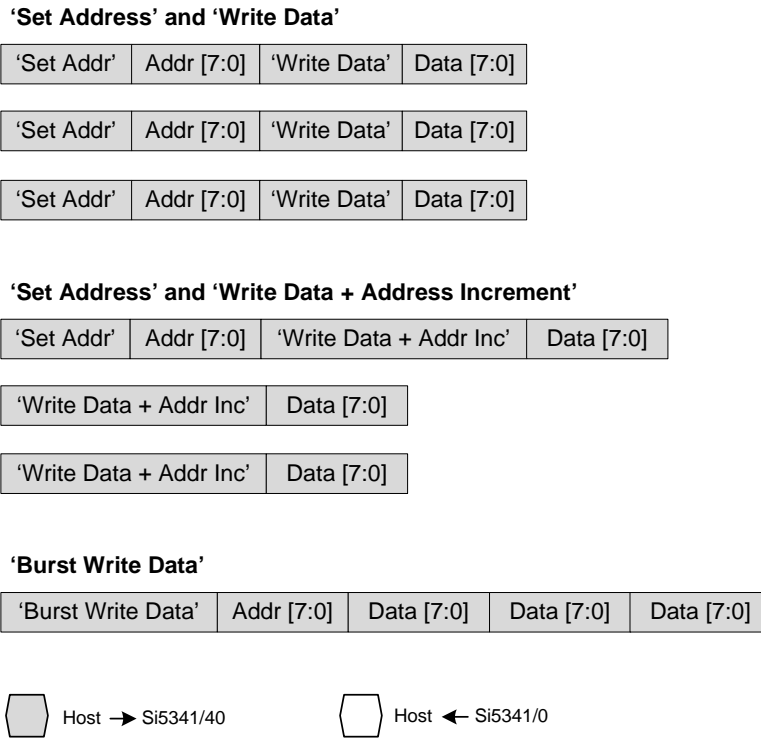 ‘Set Address’ and ‘Write Data’
‘Set Addr’ Addr [7:0] ‘Write Data’ Data [7:0]
‘Set Addr’ Addr [7:0] ‘Write Data’ Data [7:0]
‘Set Addr’ Addr [7:0] ‘Write Data’ Data [7:0]
‘Set Address’ and ‘Write Data + Address Increment’
‘Set Addr’ Addr [7:0] ‘Write Data + Addr Inc’ Data [7:0]
‘Write Data + Addr Inc’ Data [7:0]
‘Write Data + Addr Inc’ Data [7:0]
‘Burst Write Data’
‘Burst Write Data’ Addr [7:0] Data [7:0] Data [7:0] Data [7:0]
Host → Si5341/40 Host ← Si5341/0